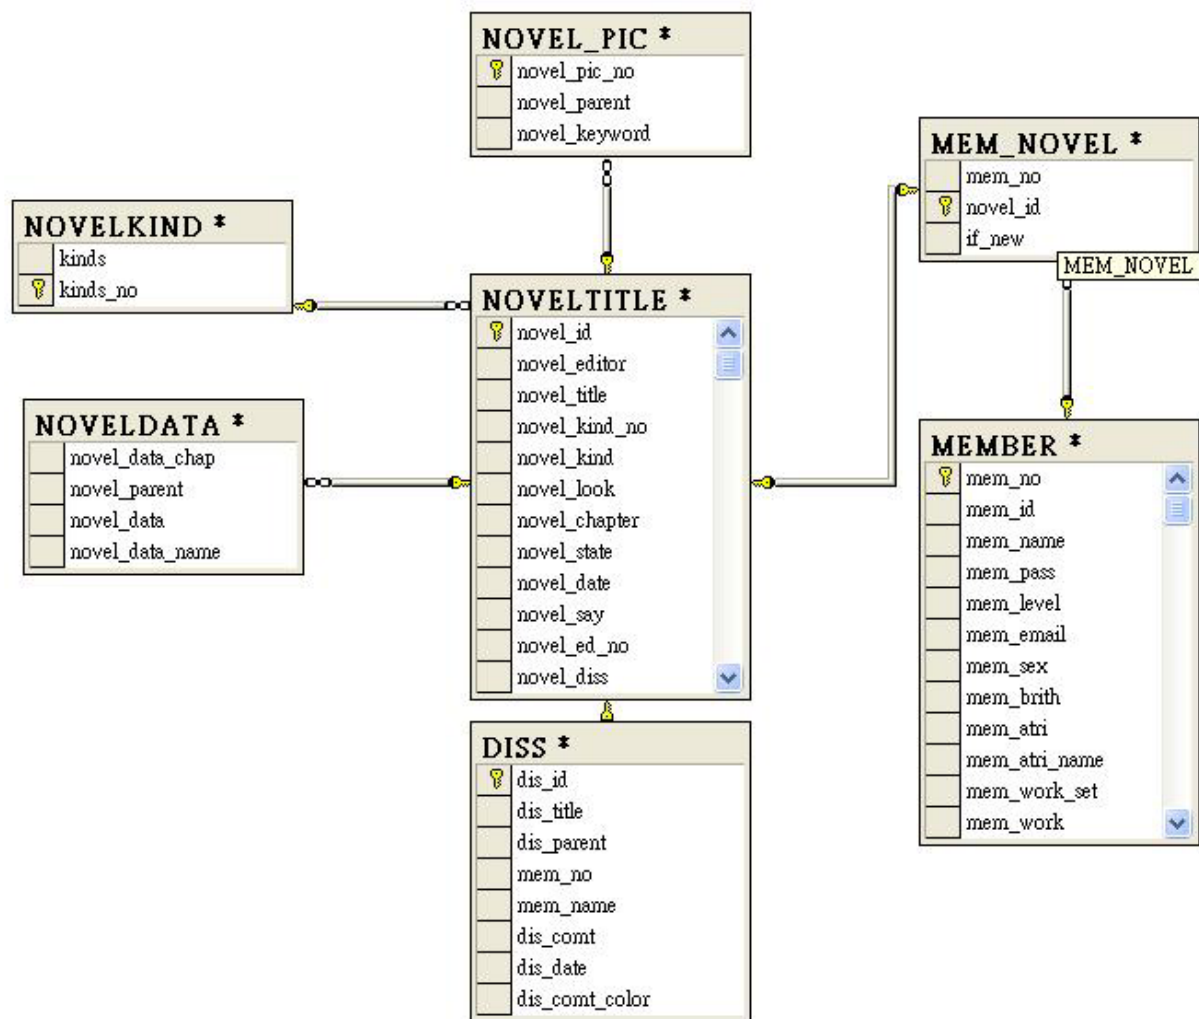 NOVEL_PIC *
novel_pic_no
novel_parent
novel_keyword
MEM_NOVEL *
mem_no
novel_id
if_new
MEM_NOVEL
NOVELKIND *
kinds
kinds_no
NOVELTITLE *
novel_id
novel_editor
novel_title
novel_kind_no
novel_kind
novel_look
novel_chapter
novel_state
novel_date
novel_say
novel_ed_no
novel_diss
NOVELDATA *
novel_data_chap
novel_parent
novel_data
novel_data_name
MEMBER *
mem_no
mem_id
mem_name
mem_pass
mem_level
mem_email
mem_sex
mem_brith
mem_atri
mem_atri_name
mem_work_set
mem_work
DISS *
dis_id
dis_title
dis_parent
mem_no
mem_name
dis_comt
dis_date
dis_comt_color